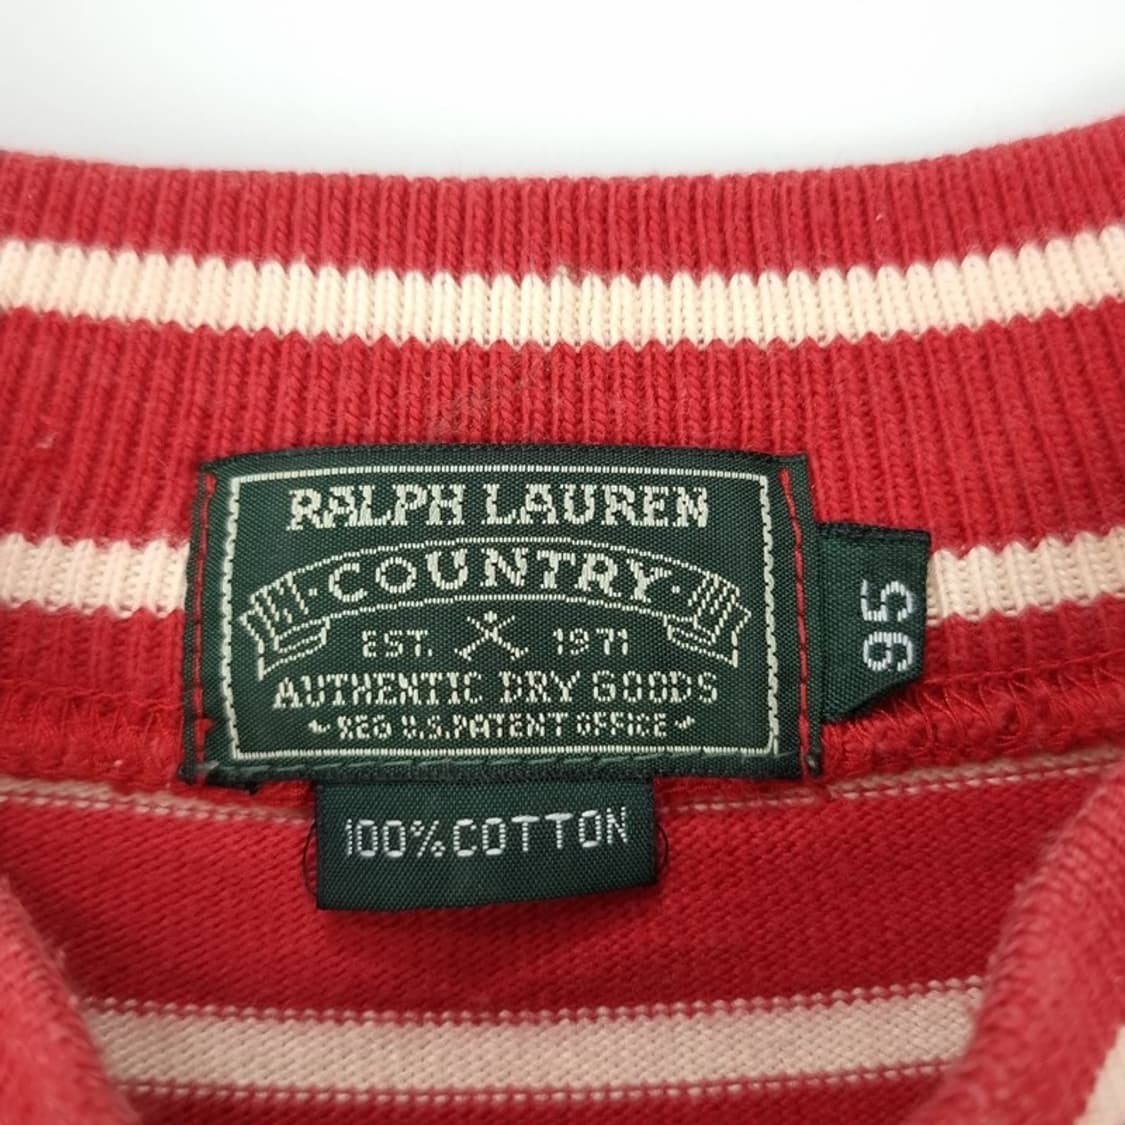 RALPH LAUREN
COUNTRY
EST. 1971
AUTHENTIC DRY GOODS
REG U.S. PATENT OFFICE
95
100% COTTON